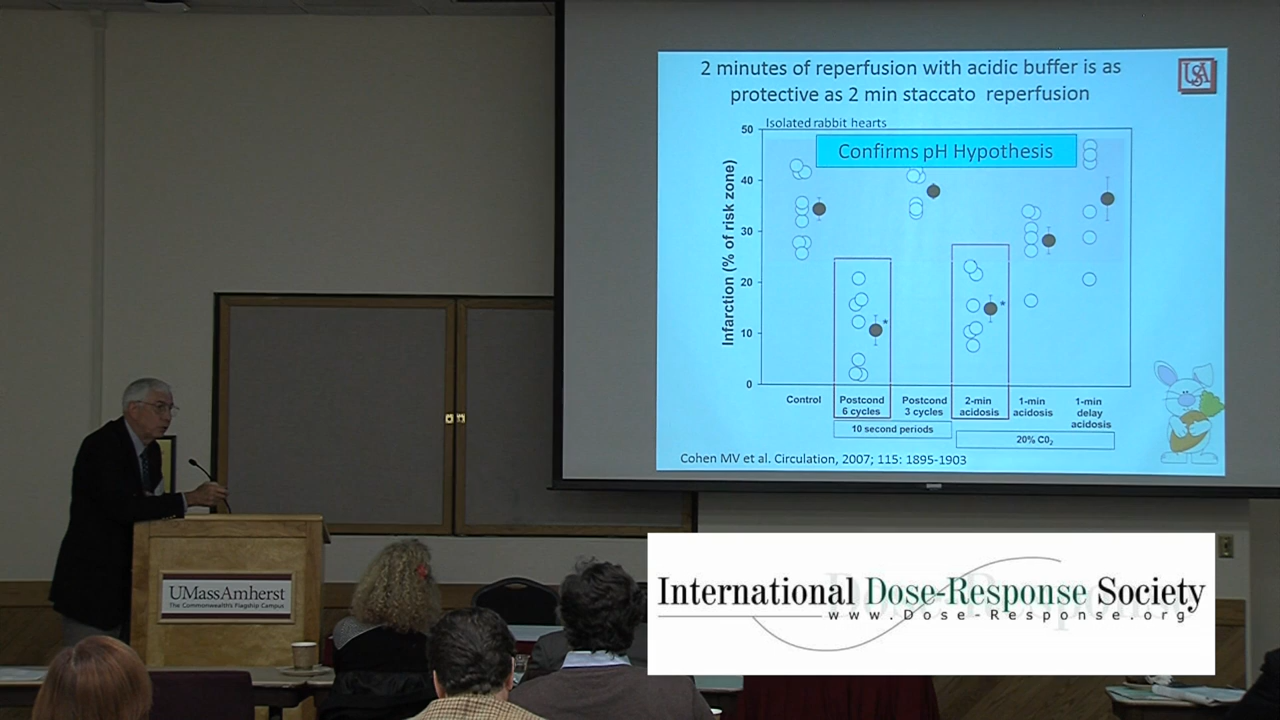 2 minutes of reperfusion with acidic buffer is as
protective as 2 min staccato reperfusion
USA
Isolated rabbit hearts
Confirms pH Hypothesis
Infarction (% of risk zone)
50
40
30
20
10
0
*
*
Control
Postcond
6 cycles
Postcond
3 cycles
2-min
acidosis
1-min
acidosis
1-min
delay
acidosis
10 second periods
20% C0₂
Cohen MV et al. Circulation, 2007; 115: 1895-1903
UMassAmherst
The Commonwealth's Flagship Campus
International Dose-Response Society
www.Dose-Response.org